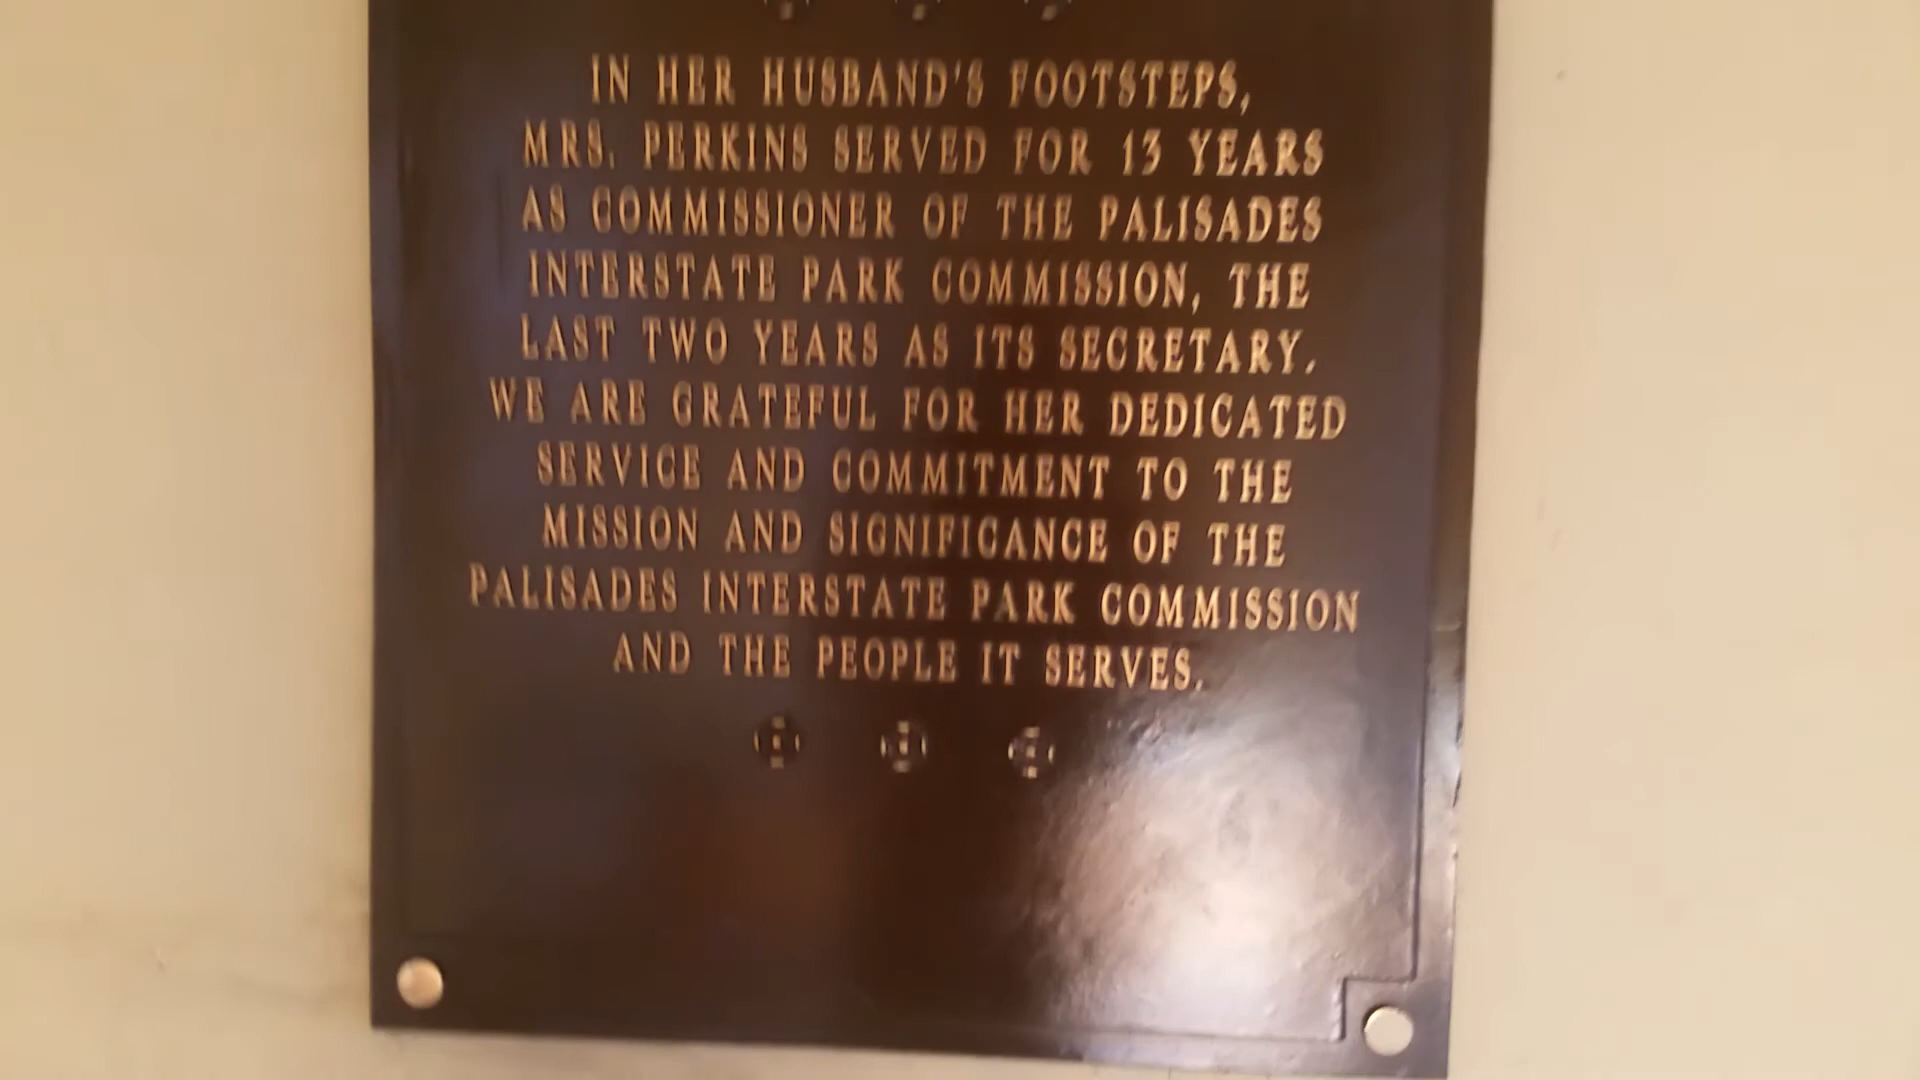 IN HER HUSBAND'S FOOTSTEPS,
MRS. PERKINS SERVED FOR 13 YEARS
AS COMMISSIONER OF THE PALISADES
INTERSTATE PARK COMMISSION, THE
LAST TWO YEARS AS ITS SECRETARY.
WE ARE GRATEFUL FOR HER DEDICATED
SERVICE AND COMMITMENT TO THE
MISSION AND SIGNIFICANCE OF THE
PALISADES INTERSTATE PARK COMMISSION
AND THE PEOPLE IT SERVES.